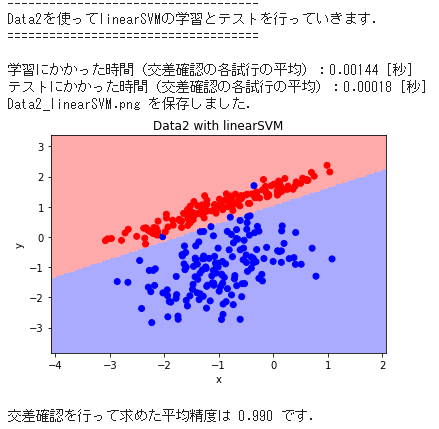 ====================================
Data2を使ってlinearSVMの学習とテストを行っていきます.
====================================
学習にかかった時間 (交差確認の各試行の平均) :0.00144 [秒]
テストにかかった時間 (交差確認の各試行の平均) :0.00018 [秒]
Data2_linearSVM.png を保存しました.
Data2 with linearSVM
3
2
1
0
−1
−2
−3
y
−4 −3 −2 −1 0 1 2
x
交差確認を行って求めた平均精度は 0.990 です.